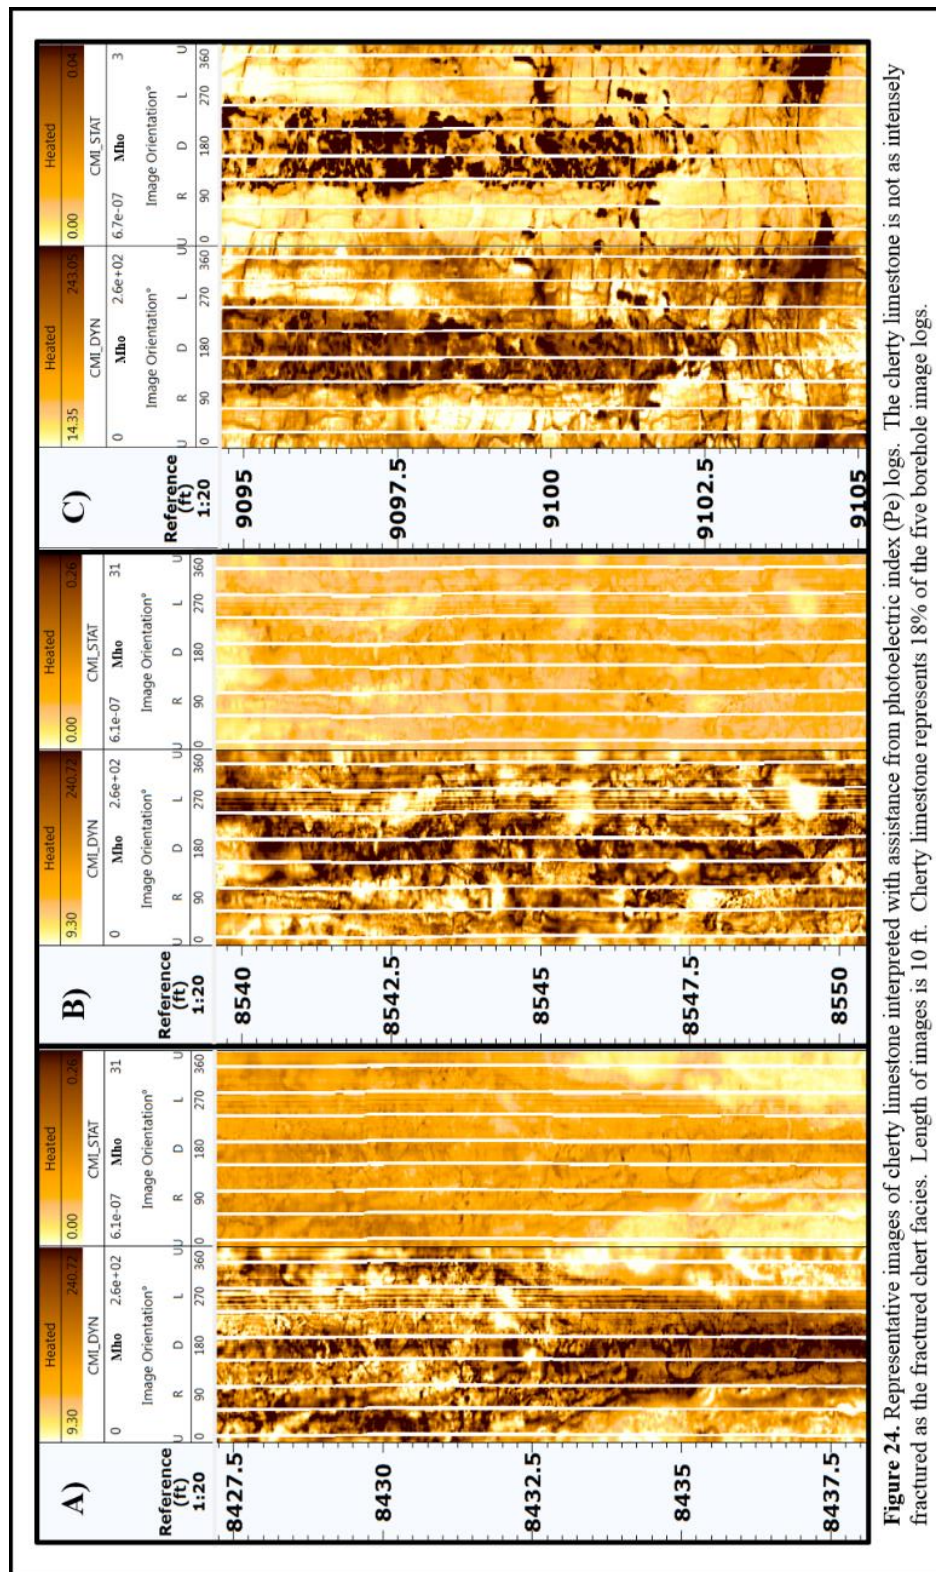 A)
Reference
(ft)
1:20
Heated
9.30 240.72
CMI_DYN
0 Mho 2.6e+02
Image Orientation°
U R D L U
0 90 180 270 360
Heated
0.00 0.26
CMI_STAT
6.1e-07 Mho 31
Image Orientation°
U R D L U
0 90 180 270 360
8427.5
8430
8432.5
8435
8437.5
B)
Reference
(ft)
1:20
Heated
9.30 240.72
CMI_DYN
0 Mho 2.6e+02
Image Orientation°
U R D L U
0 90 180 270 360
Heated
0.00 0.26
CMI_STAT
6.1e-07 Mho 31
Image Orientation°
U R D L U
0 90 180 270 360
8540
8542.5
8545
8547.5
8550
C)
Reference
(ft)
1:20
Heated
14.35 243.05
CMI_DYN
0 Mho 2.6e+02
Image Orientation°
U R D L U
0 90 180 270 360
Heated
0.00 0.04
CMI_STAT
6.7e-07 Mho 3
Image Orientation°
U R D L U
0 90 180 270 360
9095
9097.5
9100
9102.5
9105
Figure 24. Representative images of cherty limestone interpreted with assistance from photoelectric index (Pe) logs. The cherty limestone is not as intensely
fractured as the fractured chert facies. Length of images is 10 ft. Cherty limestone represents 18% of the five borehole image logs.